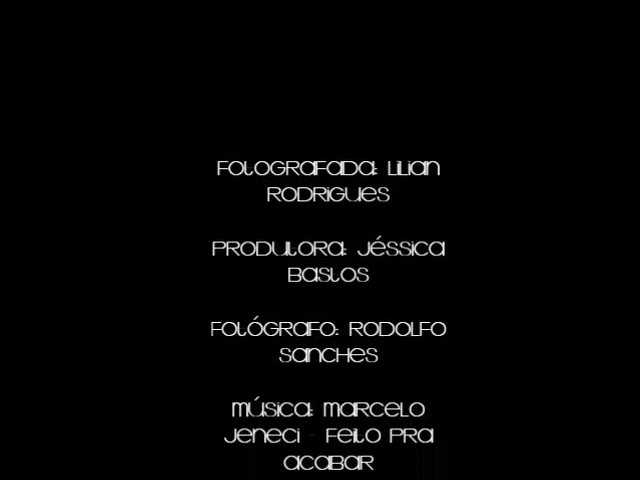 Fotografada: Lilian
Rodrigues
Produtora: Jéssica
Bastos
Fotógrafo: Rodolfo
Sanches
Música: Marcelo
Jeneci - Feito pra
acabar